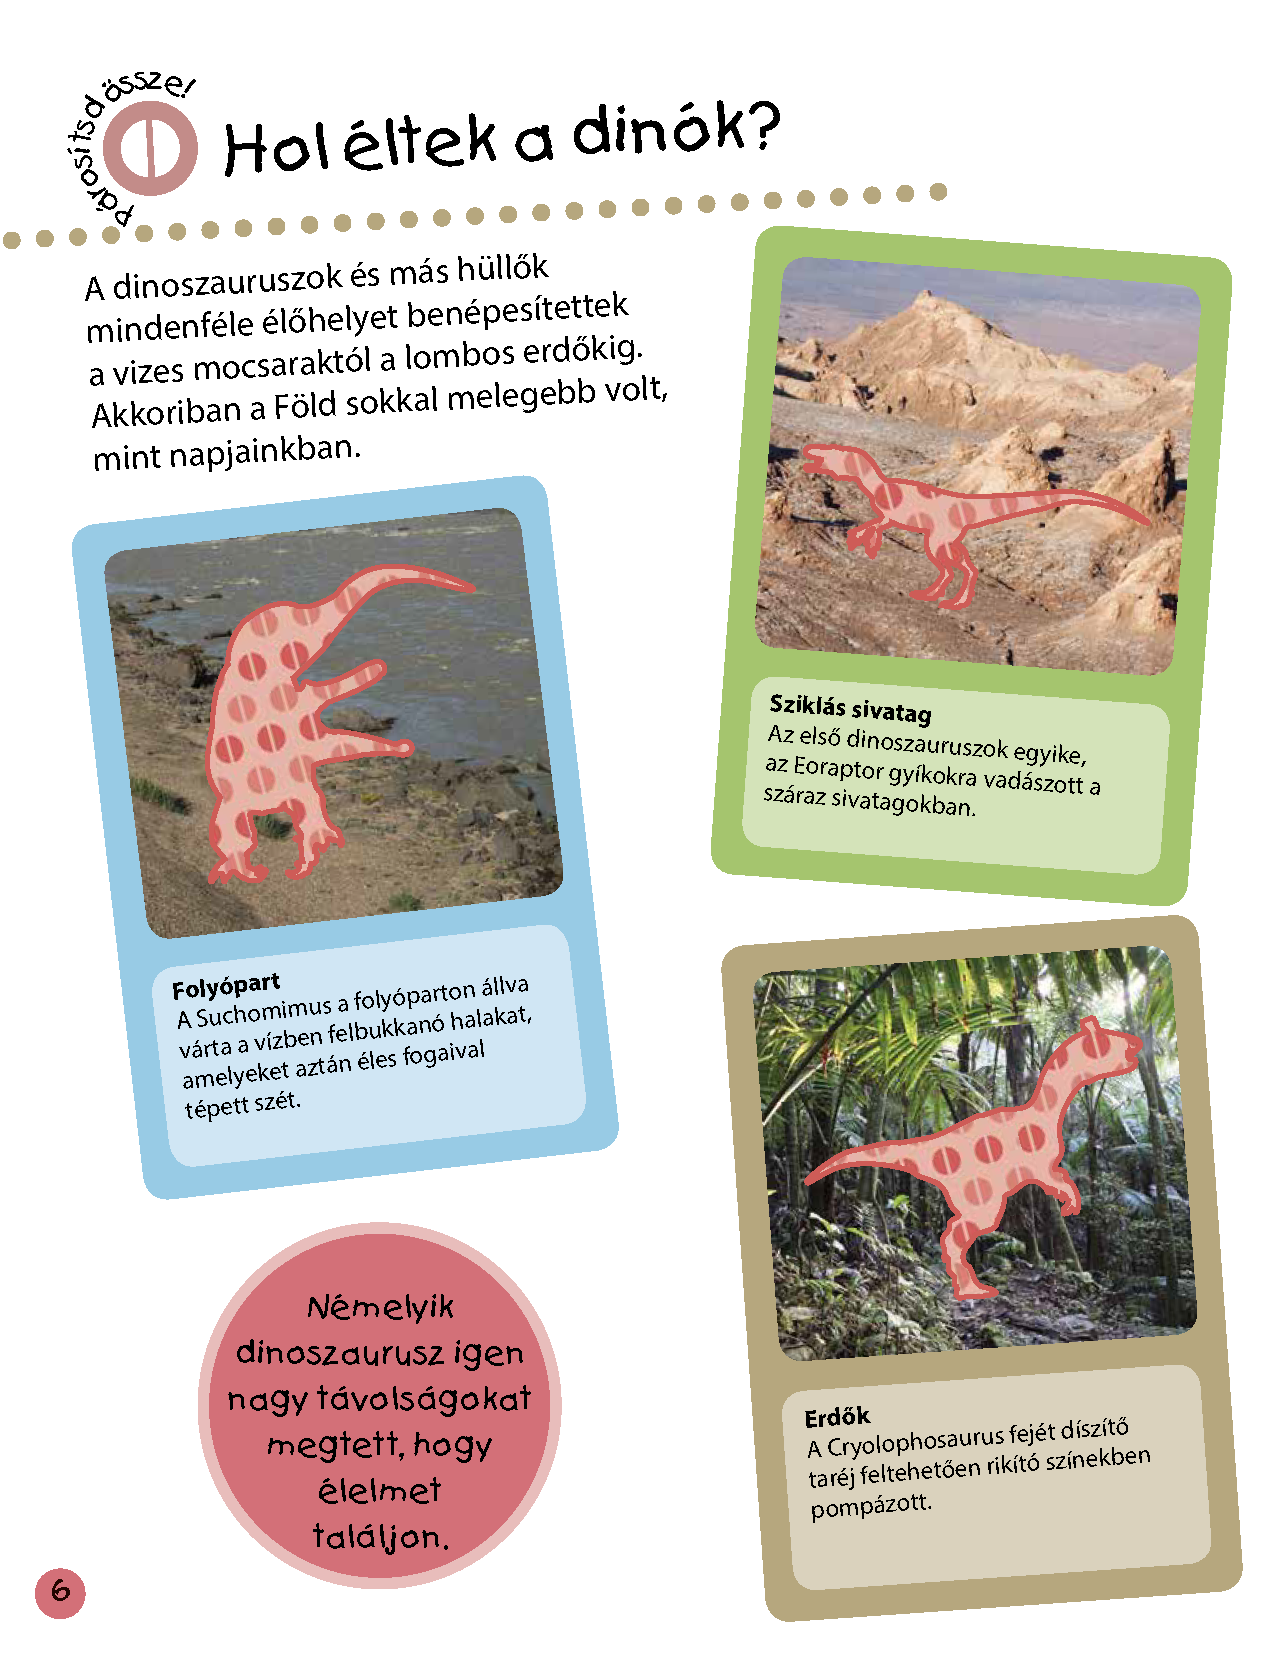 párosítsd össze!
Hol éltek a dinók?
A dinoszauruszok és más hüllők
mindenféle élőhelyet benépesítettek
a vizes mocsaraktól a lombos erdőkig.
Akkoriban a Föld sokkal melegebb volt,
mint napjainkban.
Sziklás sivatag
Az első dinoszauruszok egyike,
az Eoraptor gyíkokra vadászott a
száraz sivatagokban.
Folyópart
A Suchomimus a folyóparton állva
várta a vízben felbukkanó halakat,
amelyeket aztán éles fogaival
tépett szét.
Erdők
A Cryolophosaurus fejét díszítő
taréj feltehetően rikító színekben
pompázott.
Némelyik
dinoszaurusz igen
nagy távolságokat
megtett, hogy
élelmet
találjon.
6